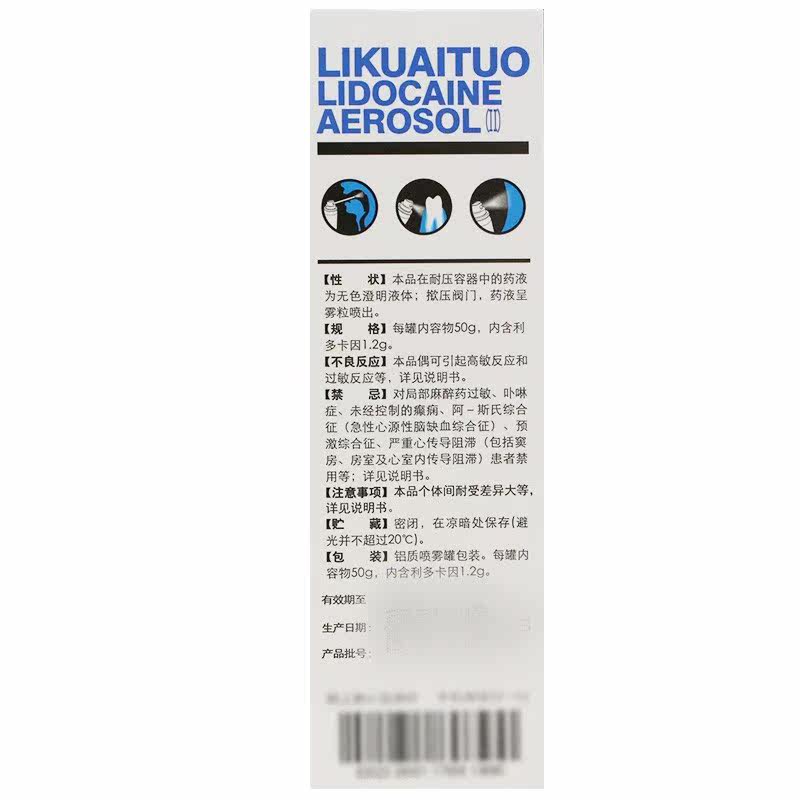 LIKUAITUO
LIDOCAINE
AEROSOL(II)
【性 状】本品在耐压容器中的药液
为无色澄明液体；揿压阀门，药液呈
雾粒喷出。
【规 格】每罐内容物50g，内含利
多卡因1.2g。
【不良反应】本品偶可引起高敏反应和
过敏反应等，详见说明书。
【禁 忌】对局部麻醉药过敏、卟啉
症、未经控制的癫痫、阿－斯氏综合
征（急性心源性脑缺血综合征）、预
激综合征、严重心传导阻滞（包括窦
房、房室及心室内传导阻滞）患者禁
用等；详见说明书。
【注意事项】本品个体间耐受差异大等，
详见说明书。
【贮 藏】密闭，在凉暗处保存(避
光并不超过20℃)。
【包 装】铝质喷雾罐包装。每罐内
容物50g，内含利多卡因1.2g。
有效期至
生产日期：
产品批号：